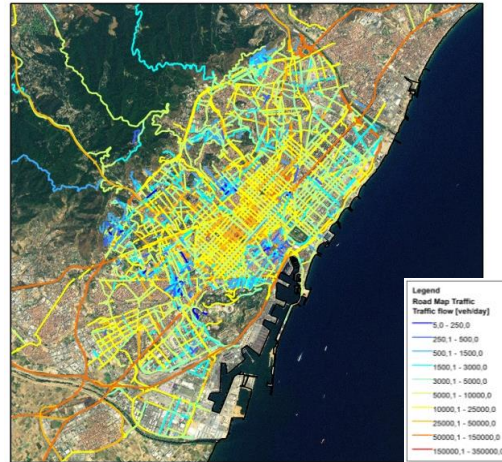 Legend
Road Map Traffic
Traffic flow [veh/day]
5,0 - 250,0
250,1 - 500,0
500,1 - 1500,0
1500,1 - 3000,0
3000,1 - 5000,0
5000,1 - 10000,0
10000,1 - 25000,0
25000,1 - 50000,0
50000,1 - 150000,0
150000,1 - 350000,0